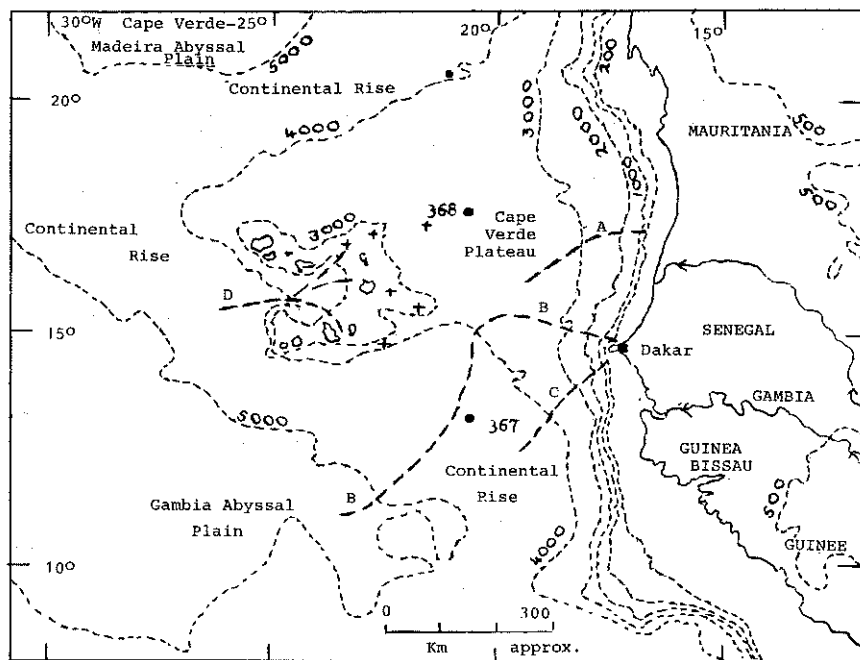 30° W Cape Verde-25°
20°
15°
Madeira Abyssal
Plain
5000
Continental Rise
3000
200
20°
4000
2000
MAURITANIA
500
500
Continental
Rise
3000
368
Cape
Verde
Plateau
A
D
B
15°
SENEGAL
Dakar
C
GAMBIA
5000
367
GUINEA
BISSAU
Continental
Rise
B
500
Gambia Abyssal
Plain
4000
GUINEE
10°
0 300
Km approx.